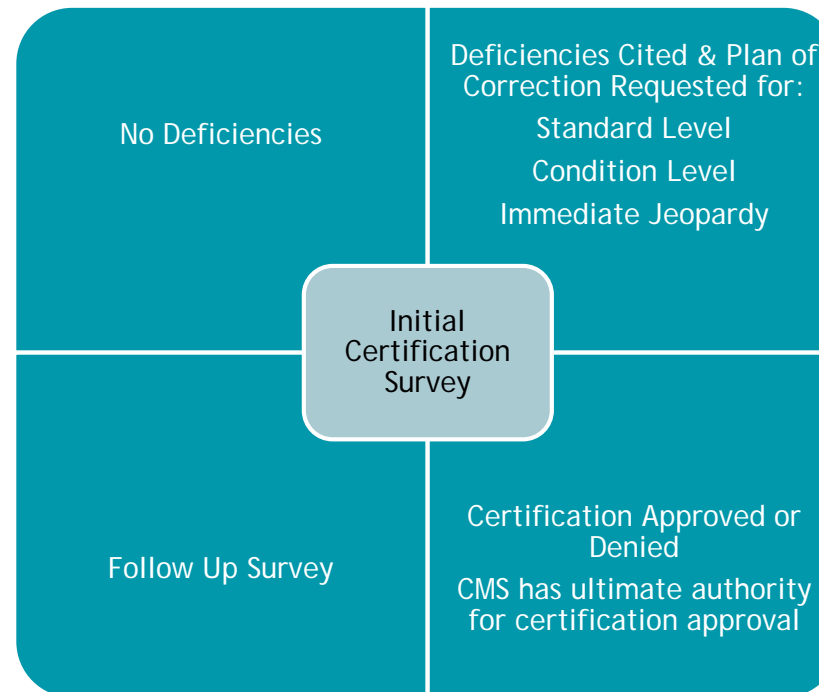 No Deficiencies
Deficiencies Cited & Plan of
Correction Requested for:
Standard Level
Condition Level
Immediate Jeopardy
Initial
Certification
Survey
Follow Up Survey
Certification Approved or
Denied
CMS has ultimate authority
for certification approval